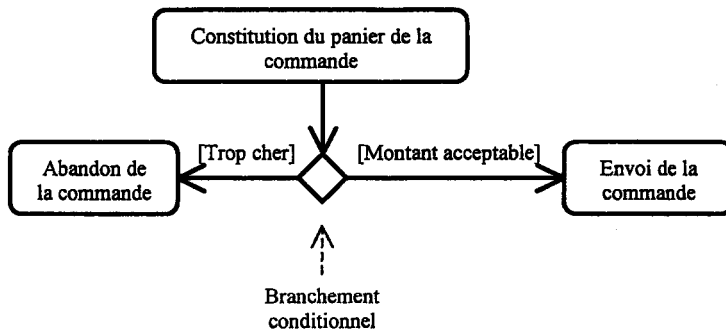 Constitution du panier de la
commande
[Trop cher]
[Montant acceptable]
Abandon de
la commande
Envoi de la
commande
Branchement
conditionnel